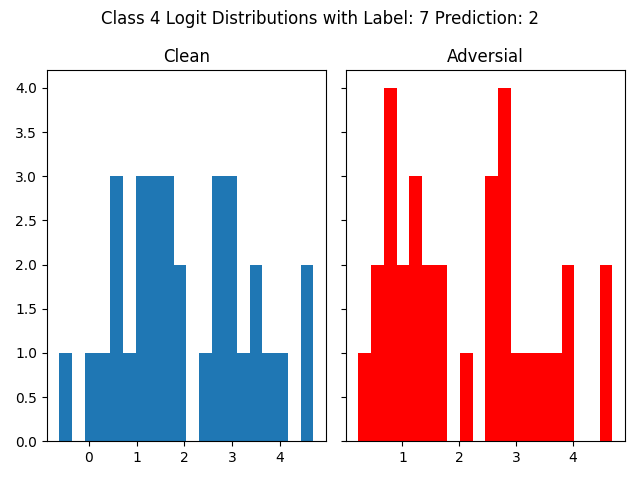 Class 4 Logit Distributions with Label: 7 Prediction: 2
Clean
Adversial
4.0
3.5
3.0
2.5
2.0
1.5
1.0
0.5
0.0
0 1 2 3 4
1 2 3 4